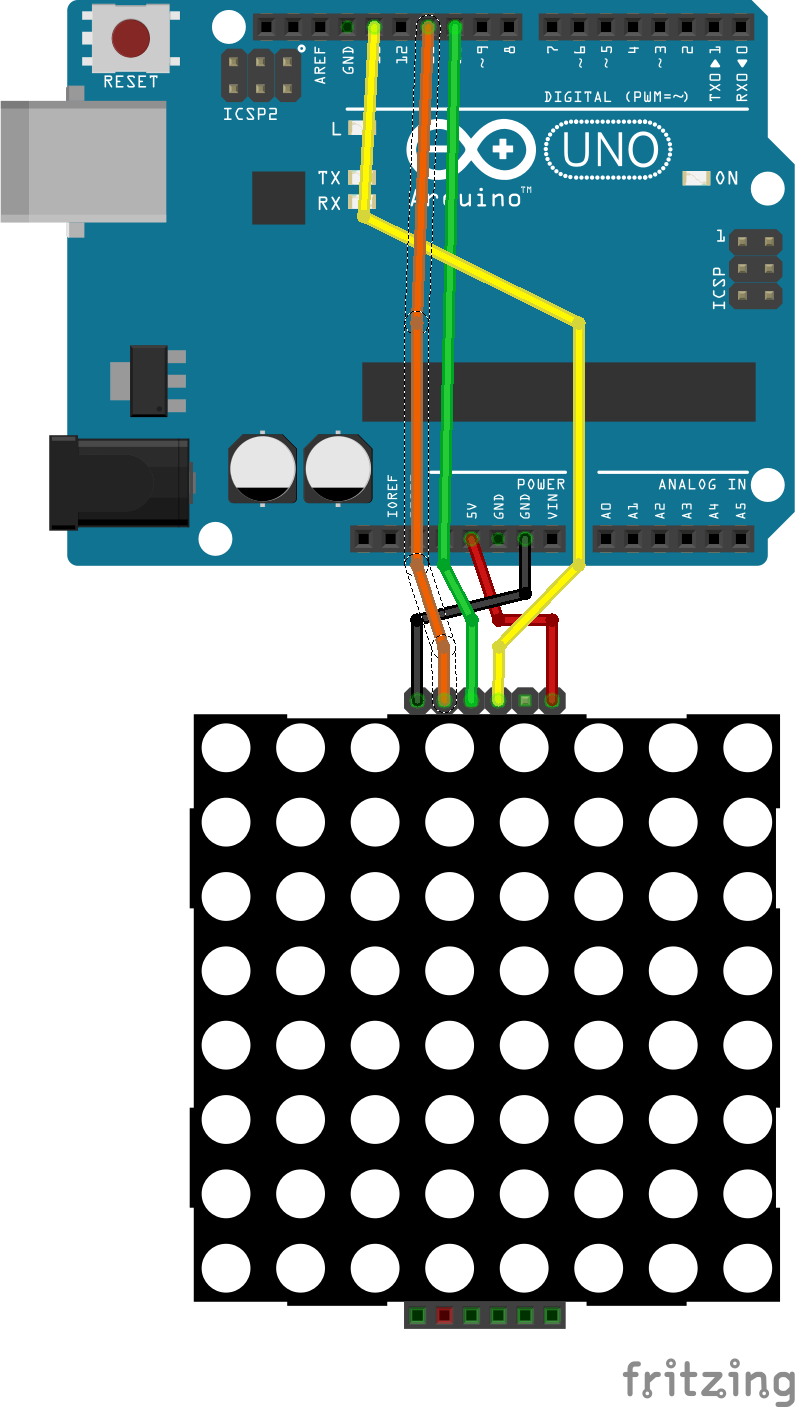 RESET
ICSP2
AREF
GND
12
~9
8
7
~6
~5
4
~3
2
TX0▶1
RX0◀0
DIGITAL (PWM=~)
L
TX
RX
UNO
Arduino™
ON
1
ICSP
IOREF
5V
GND
GND
VIN
POWER
ANALOG IN
A0
A1
A2
A3
A4
A5
fritzing